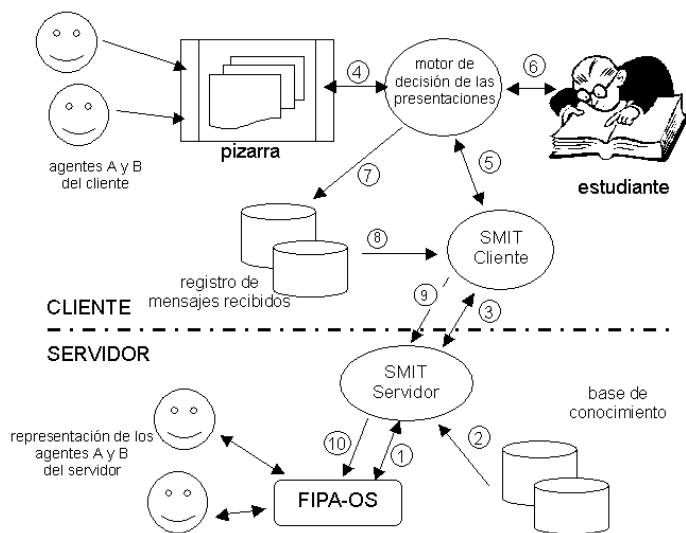 motor de
decisión de las
presentaciones
4
6
pizarra
agentes A y B
del cliente
7
5
estudiante
8
SMIT
Cliente
registro de
mensajes recibidos
9
3
CLIENTE
SERVIDOR
SMIT
Servidor
base de
conocimiento
representación de los
agentes A y B
del servidor
10
1
2
FIPA-OS